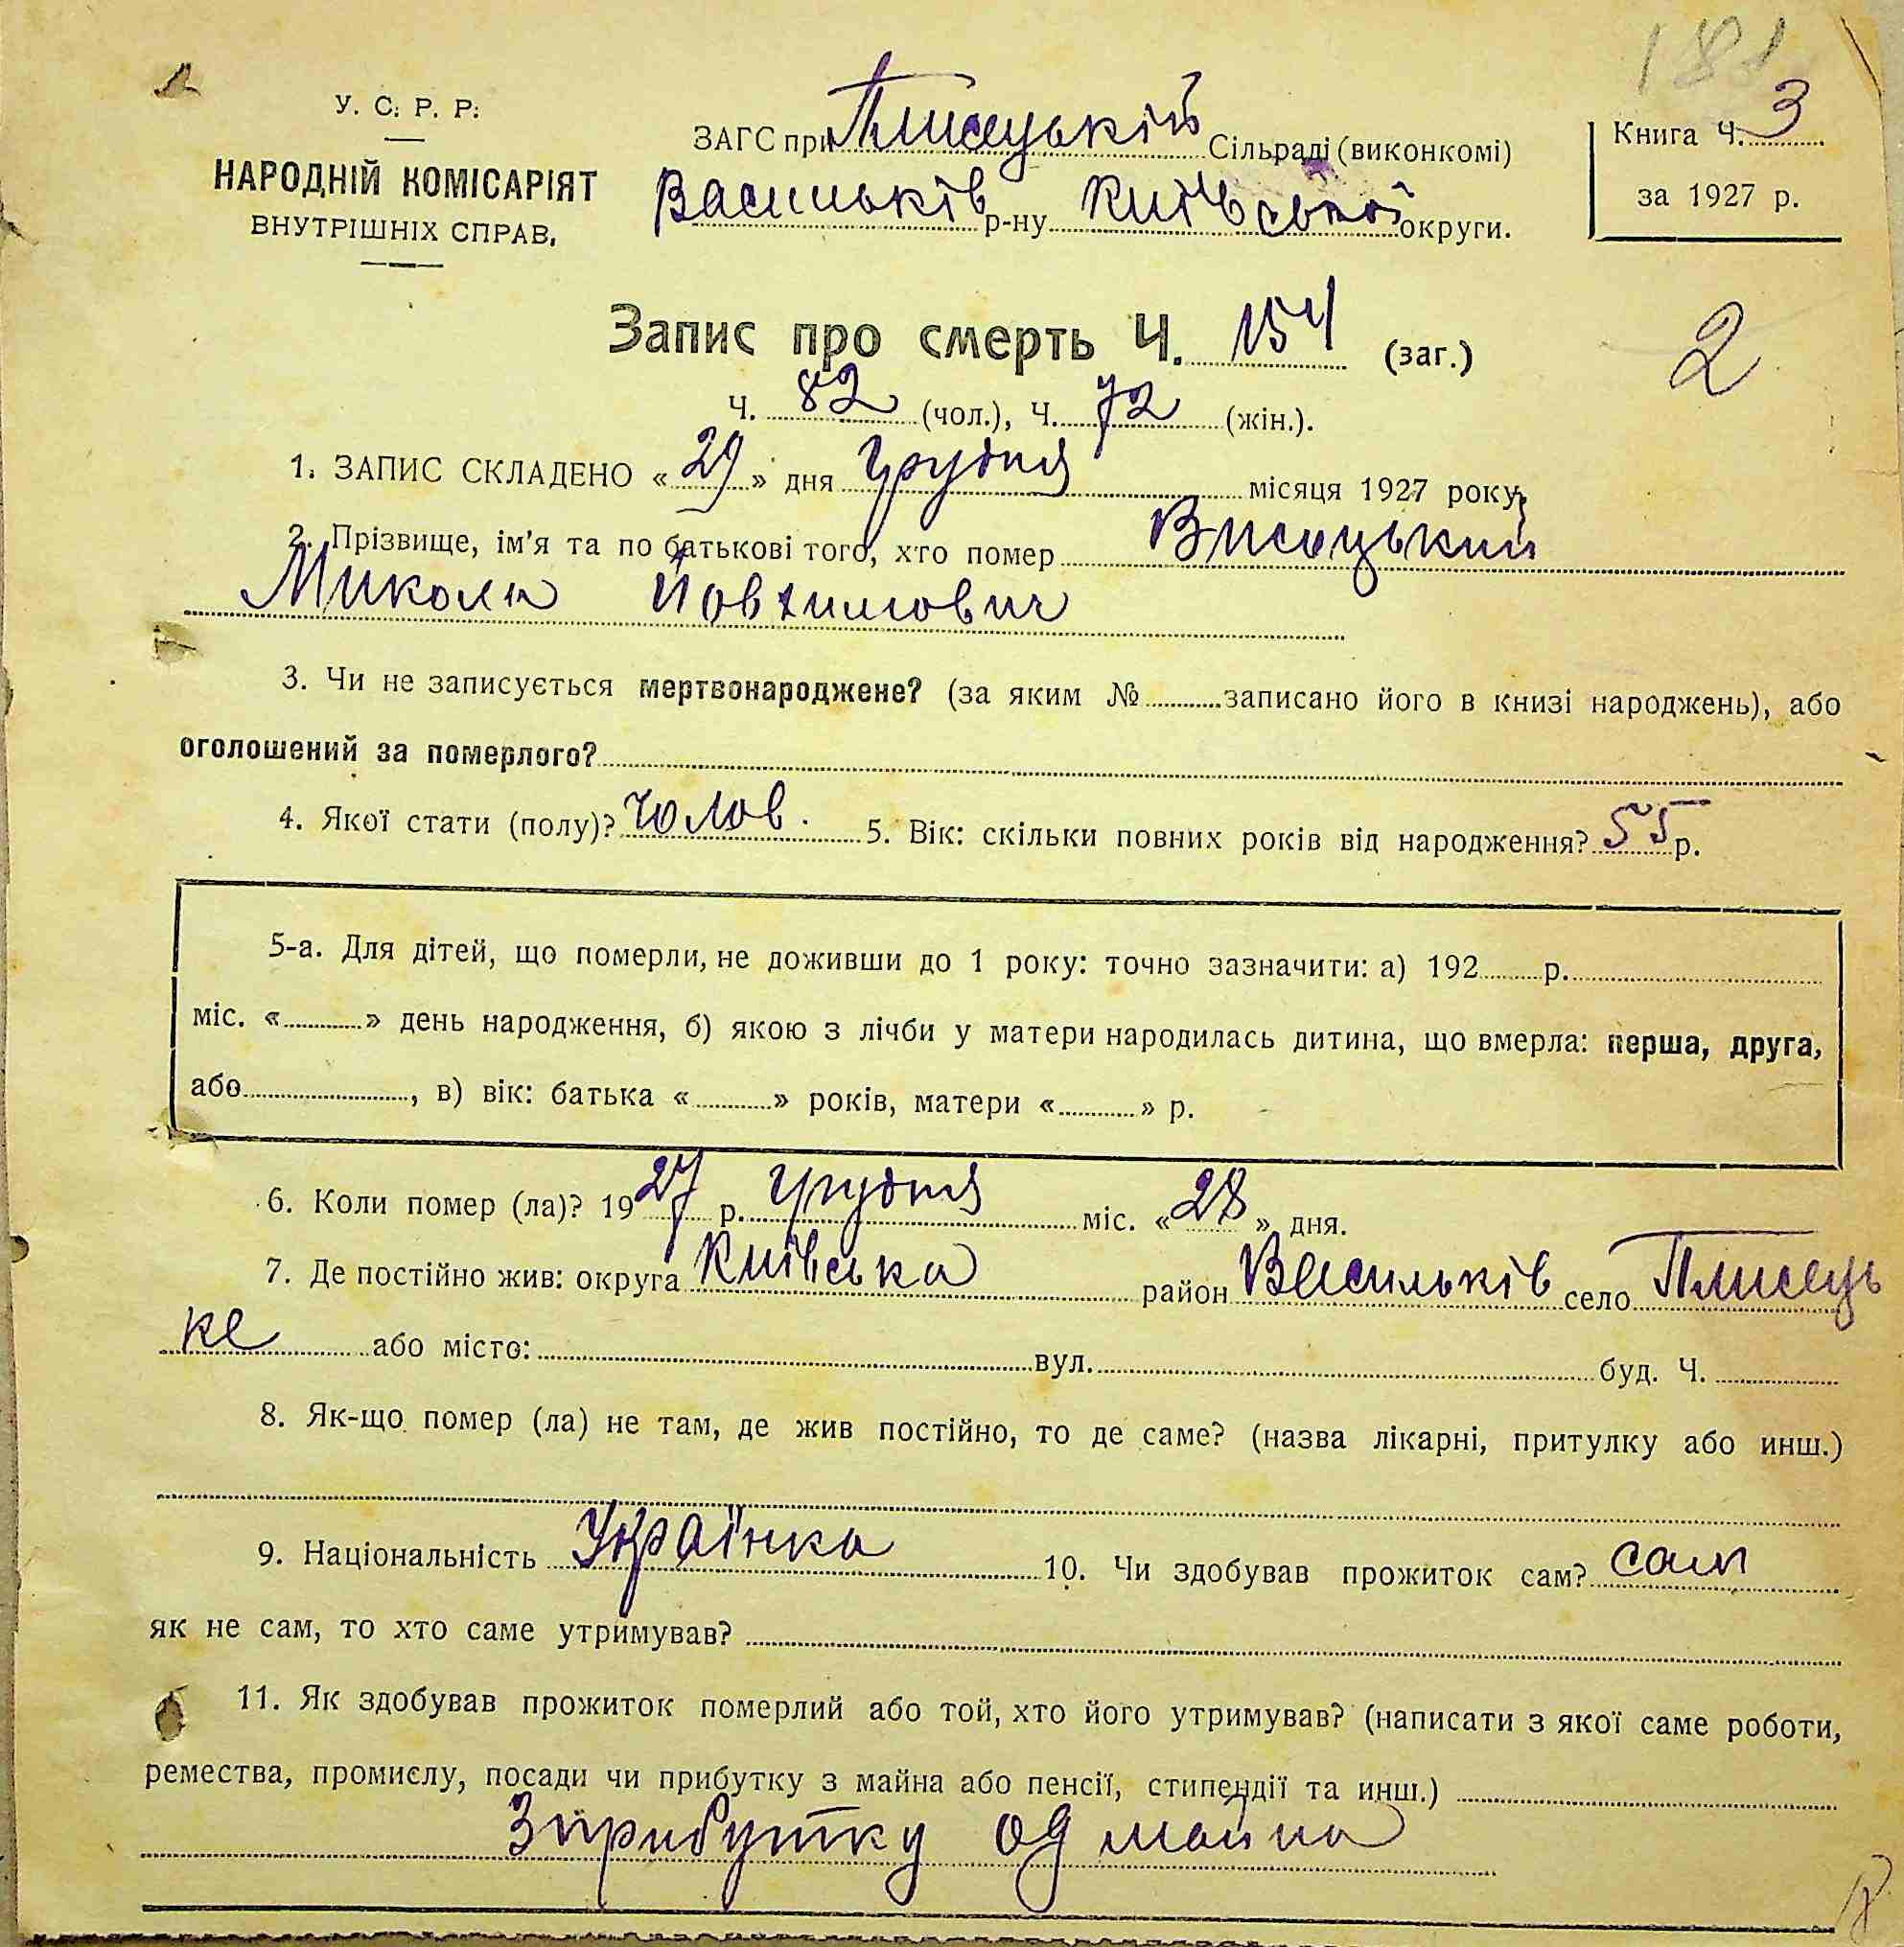 181
У. С. Р. Р.
НАРОДНІЙ КОМІСАРІЯТ
ВНУТРІШНІХ СПРАВ.
ЗАГС при Плисецькій Сільраді (виконкомі)
Васильків р-ну Київської округи.
Книга Ч. 3
за 1927 р.
Запис про смерть Ч. 154 (заг.)
2
Ч. 82 (чол.), Ч. 72 (жін.).
1. ЗАПИС СКЛАДЕНО «29» дня грудня місяця 1927 року
2. Прізвище, ім'я та по батькові того, хто помер Висоцький
Микола Йовхимович
3. Чи не записується мертвонароджене? (за яким № записано його в книзі народжень), або
оголошений за померлого?
4. Якої стати (полу)? Чолов. 5. Вік: скільки повних років від народження? 55 р.
5-а. Для дітей, що померли, не доживши до 1 року: точно зазначити: а) 192 р.
міс. « » день народження, б) якою з лічби у матери народилась дитина, що вмерла: перша, друга,
або , в) вік: батька « » років, матери « » р.
6. Коли помер (ла)? 1927 р. грудня міс. «28» дня.
7. Де постійно жив: округа Київська район Васильків село Плисець
ке або місто: вул. буд. Ч.
8. Як-що помер (ла) не там, де жив постійно, то де саме? (назва лікарні, притулку або инш.)
9. Національність Українка 10. Чи здобував прожиток сам? сам
як не сам, то хто саме утримував?
11. Як здобував прожиток померлий або той, хто його утримував? (написати з якої саме роботи,
ремества, промислу, посади чи прибутку з майна або пенсії, стипендії та инш.)
Зприбутку од майна